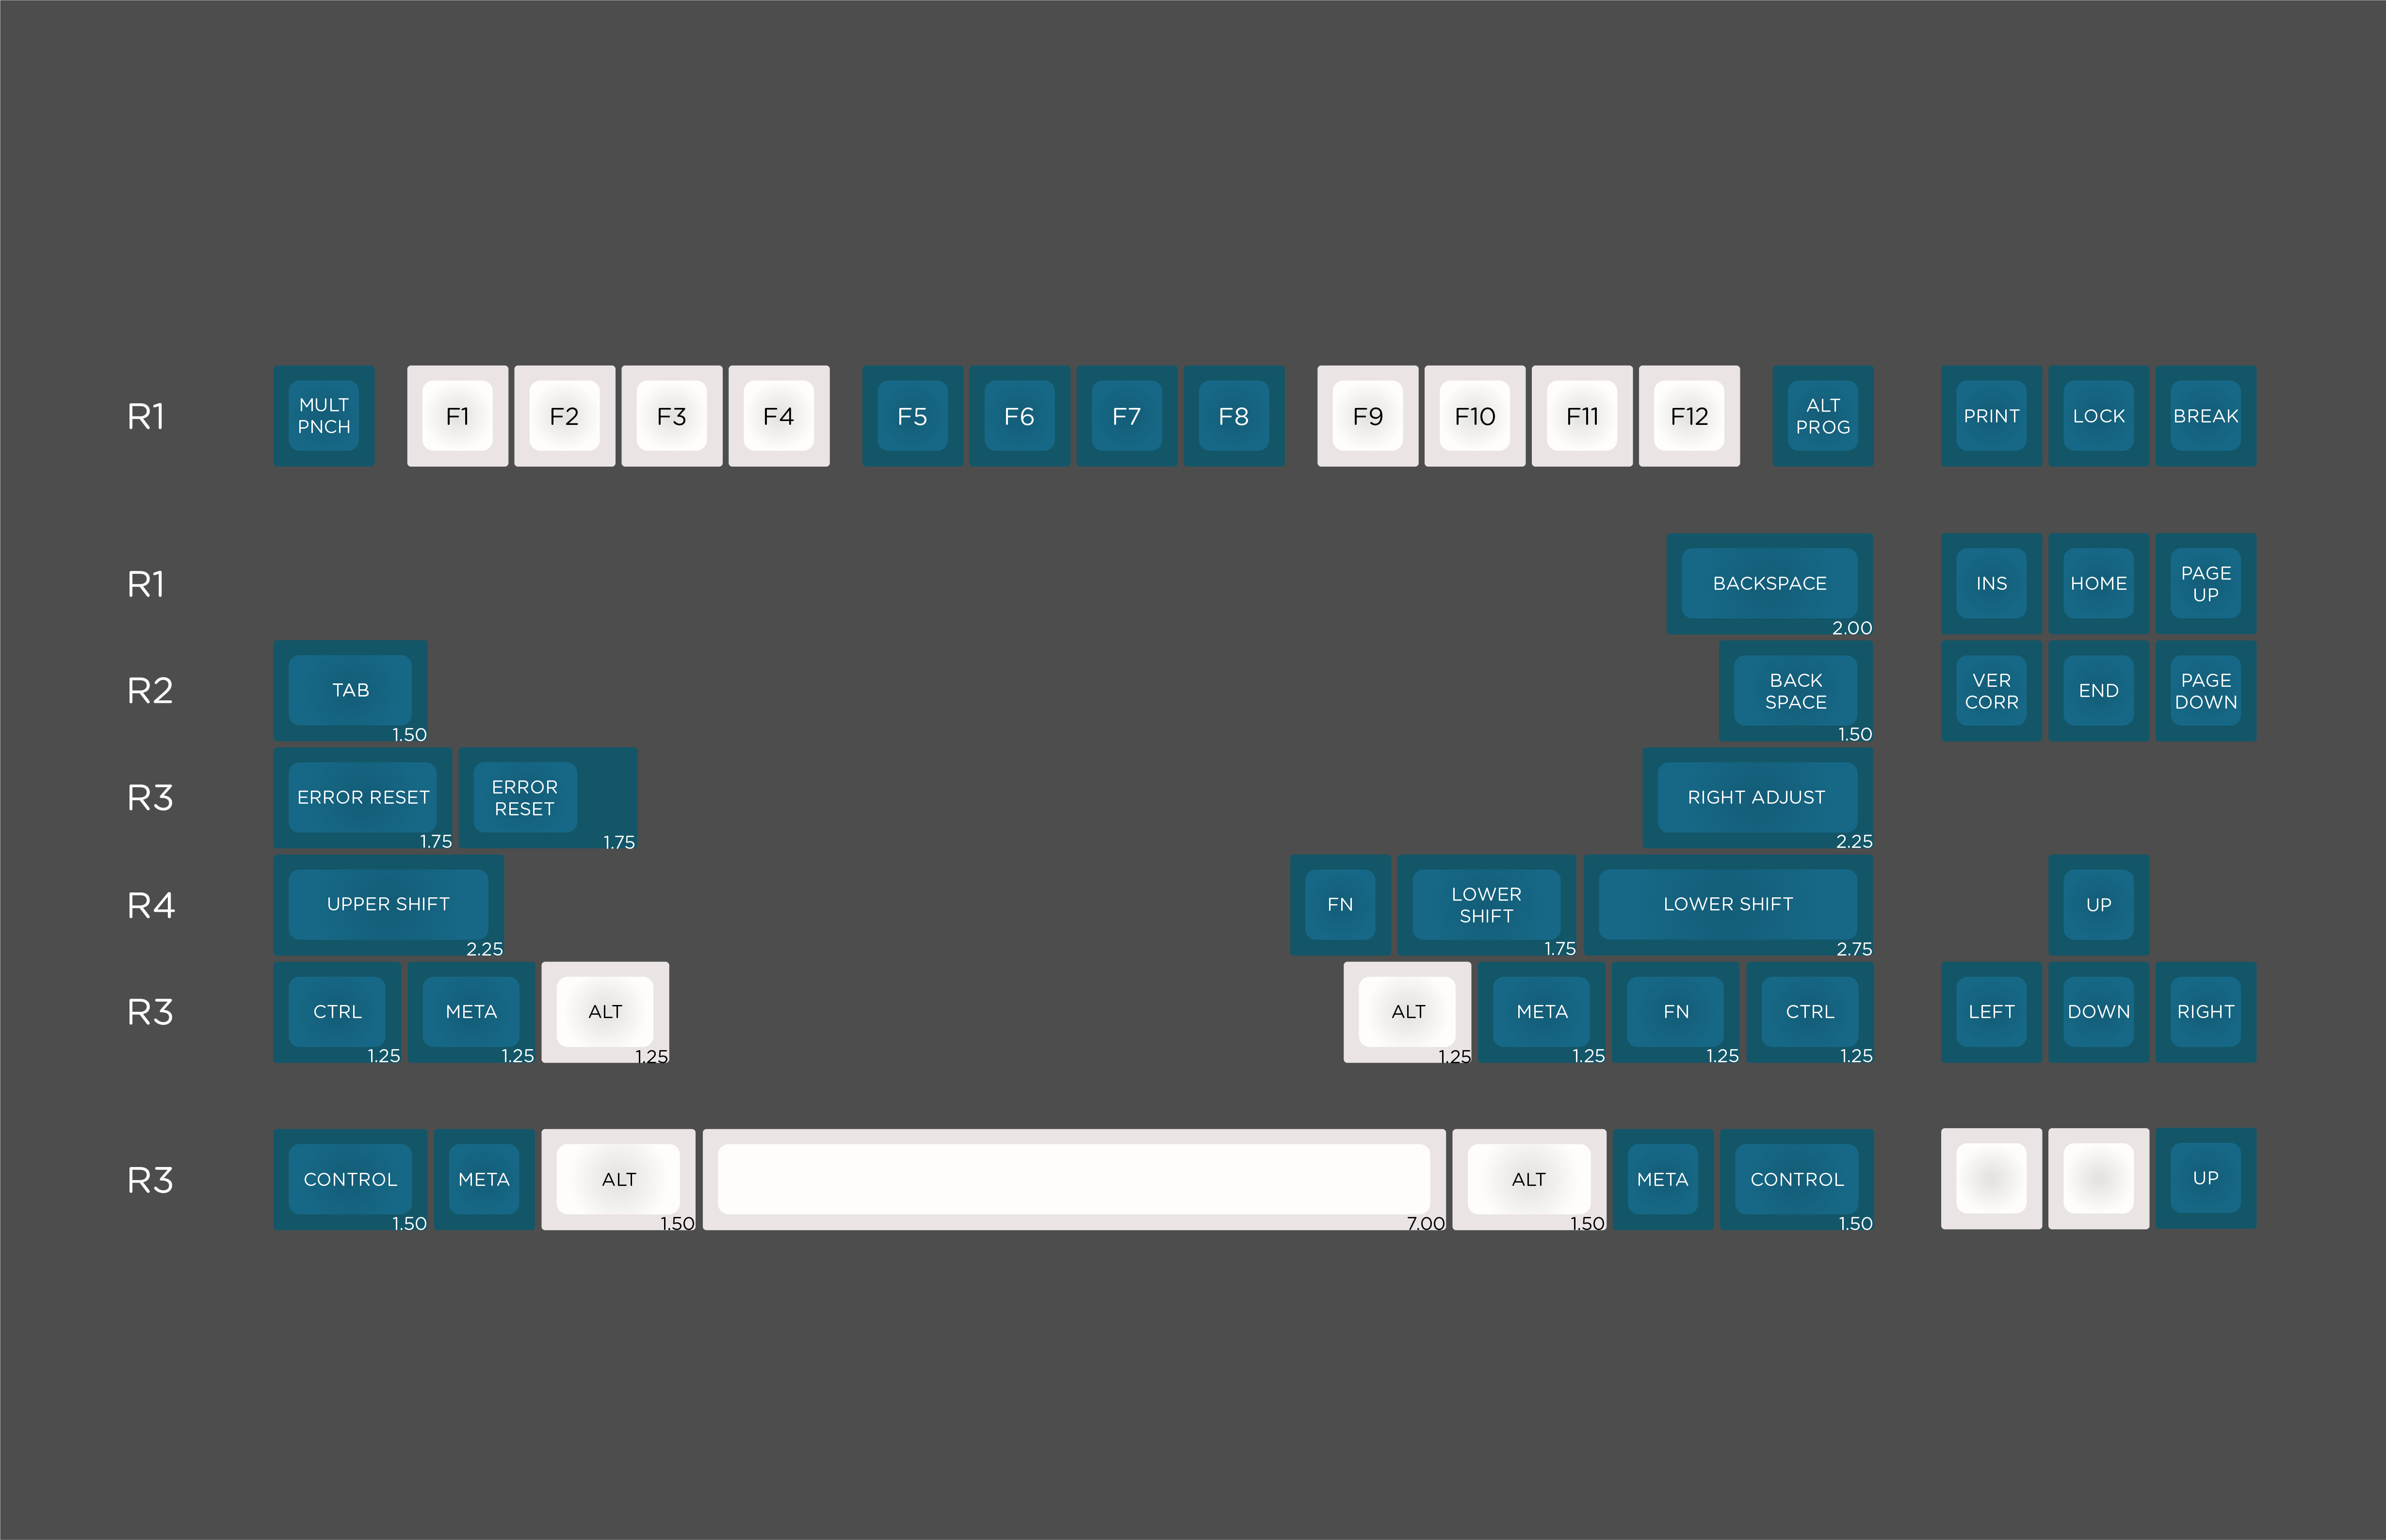 R1 MULT PNCH F1 F2 F3 F4 F5 F6 F7 F8 F9 F10 F11 F12 ALT PROG PRINT LOCK BREAK
R1 BACKSPACE 2.00 INS HOME PAGE UP
R2 TAB 1.50 BACK SPACE 1.50 VER CORR END PAGE DOWN
R3 ERROR RESET 1.75 ERROR RESET 1.75 RIGHT ADJUST 2.25
R4 UPPER SHIFT 2.25 FN LOWER SHIFT 1.75 LOWER SHIFT 2.75 UP
R3 CTRL 1.25 META 1.25 ALT 1.25 ALT 1.25 META 1.25 FN 1.25 CTRL 1.25 LEFT DOWN RIGHT
R3 CONTROL 1.50 META ALT 1.50 7.00 ALT 1.50 META CONTROL 1.50 UP